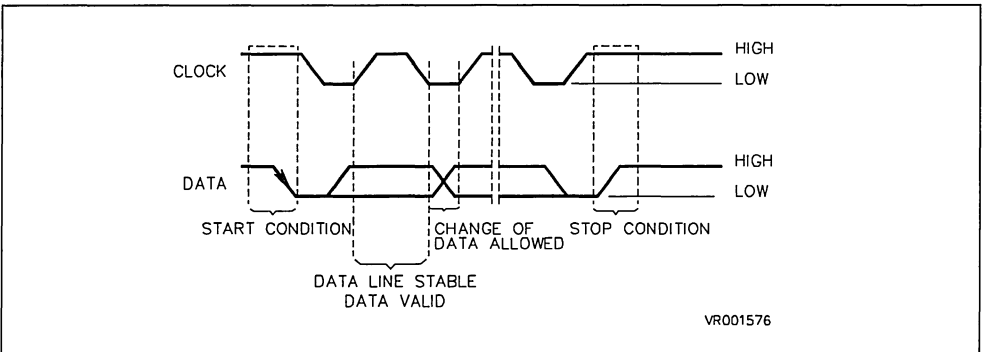 HIGH
CLOCK
LOW
HIGH
DATA
LOW
START CONDITION
CHANGE OF
DATA ALLOWED
STOP CONDITION
DATA LINE STABLE
DATA VALID
VR001576